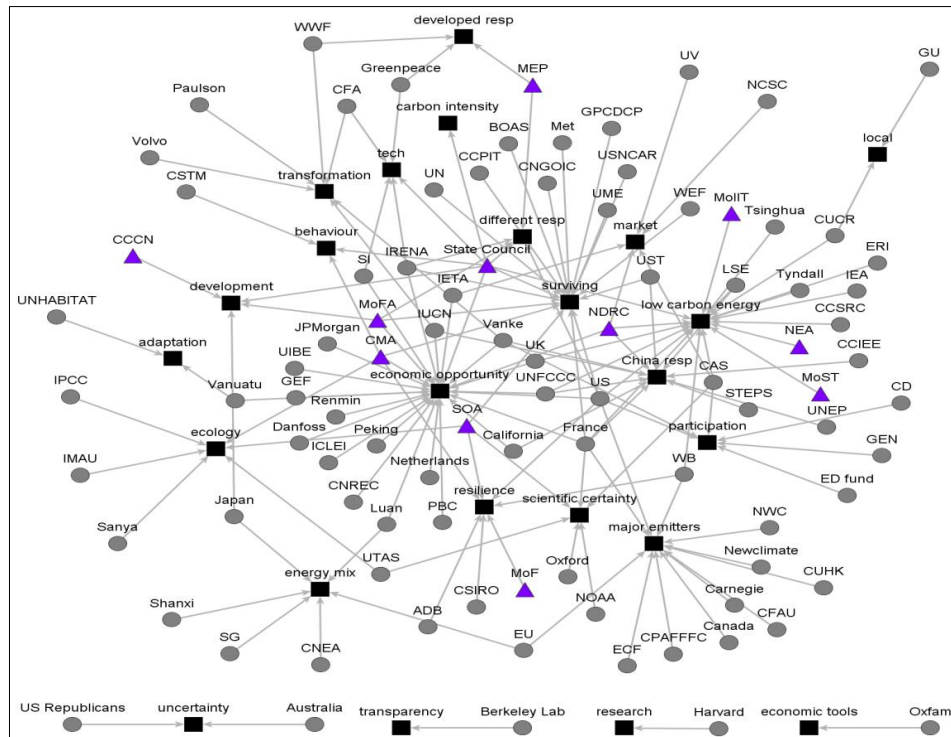 developed resp
WWF
UV
GU
MEP
Greenpeace
NCSC
Paulson
CFA
carbon intensity
GPCDCP
BOAS
Met
local
Volvo
CCPIT
USNCAR
tech
CNGOIC
UN
CSTM
transformation
UME
WEF
MoIIT
Tsinghua
different resp
market
CUCR
behaviour
CCCN
SI
IRENA
State Council
UST
LSE
ERI
Tyndall
IEA
development
IETA
surviving
low carbon energy
UNHABITAT
MoFA
IUCN
NDRC
CCSRC
JPMorgan
Vanke
NEA
adaptation
CMA
UK
China resp
CCIEE
UIBE
economic opportunity
UNFCCC
US
CAS
MoST
IPCC
Vanuatu
GEF
Renmin
SOA
STEPS
UNEP
CD
ecology
Danfoss
Peking
California
France
participation
ICLEI
IMAU
Netherlands
WB
GEN
CNREC
resilience
scientific certainty
ED fund
Sanya
Japan
Luan
PBC
major emitters
NWC
UTAS
Oxford
Newclimate
energy mix
MoF
CUHK
CSIRO
NOAA
Carnegie
Shanxi
ADB
CFAU
SG
CNEA
EU
ECF
CPAFFFC
Canada
US Republicans
uncertainty
Australia
transparency
Berkeley Lab
research
Harvard
economic tools
Oxfam